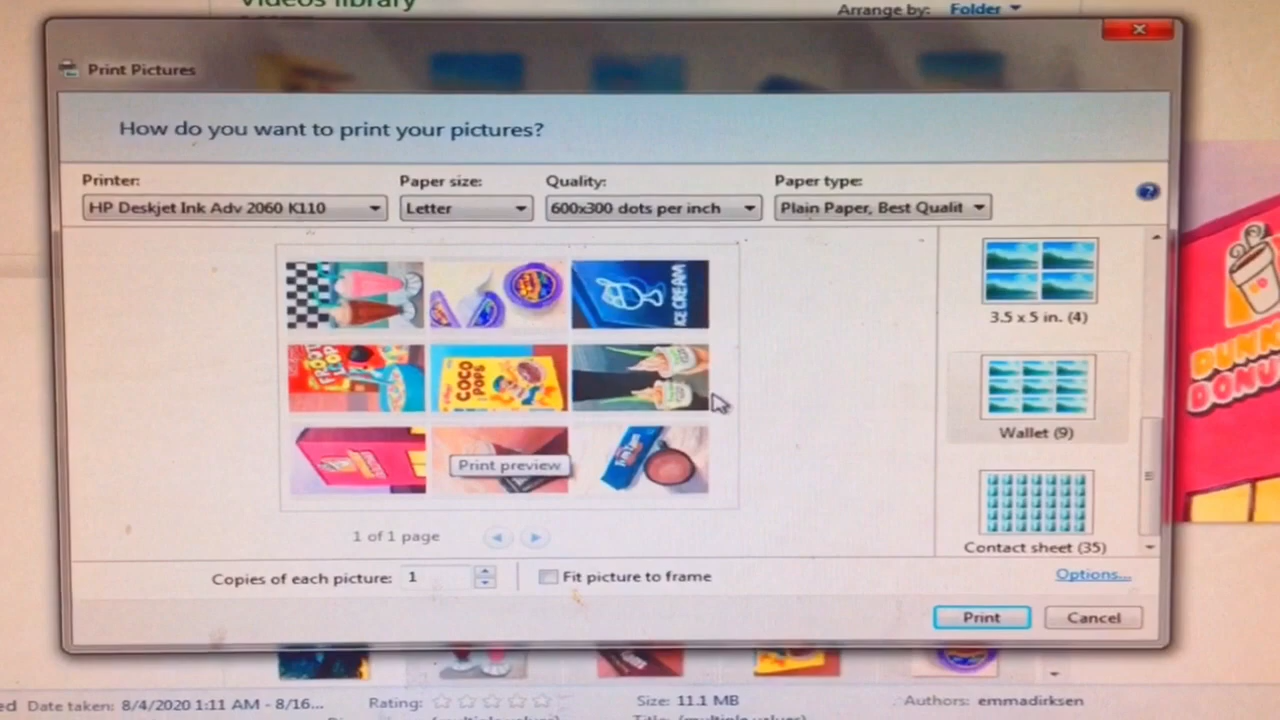 Videos library
Arrange by: Folder
Print Pictures
How do you want to print your pictures?
Printer:
Paper size:
Quality:
Paper type:
HP Deskjet Ink Adv 2060 K110
Letter
600x300 dots per inch
Plain Paper, Best Qualit
ICE CREAM
COCO
POPS
Print preview
3.5 x 5 in. (4)
Wallet (9)
Contact sheet (35)
DONU
1 of 1 page
Copies of each picture: 1
Fit picture to frame
Options...
Print
Cancel
ed Date taken: 8/4/2020 1:11 AM - 8/16...
Rating:
Size: 11.1 MB
Authors: emmadirksen